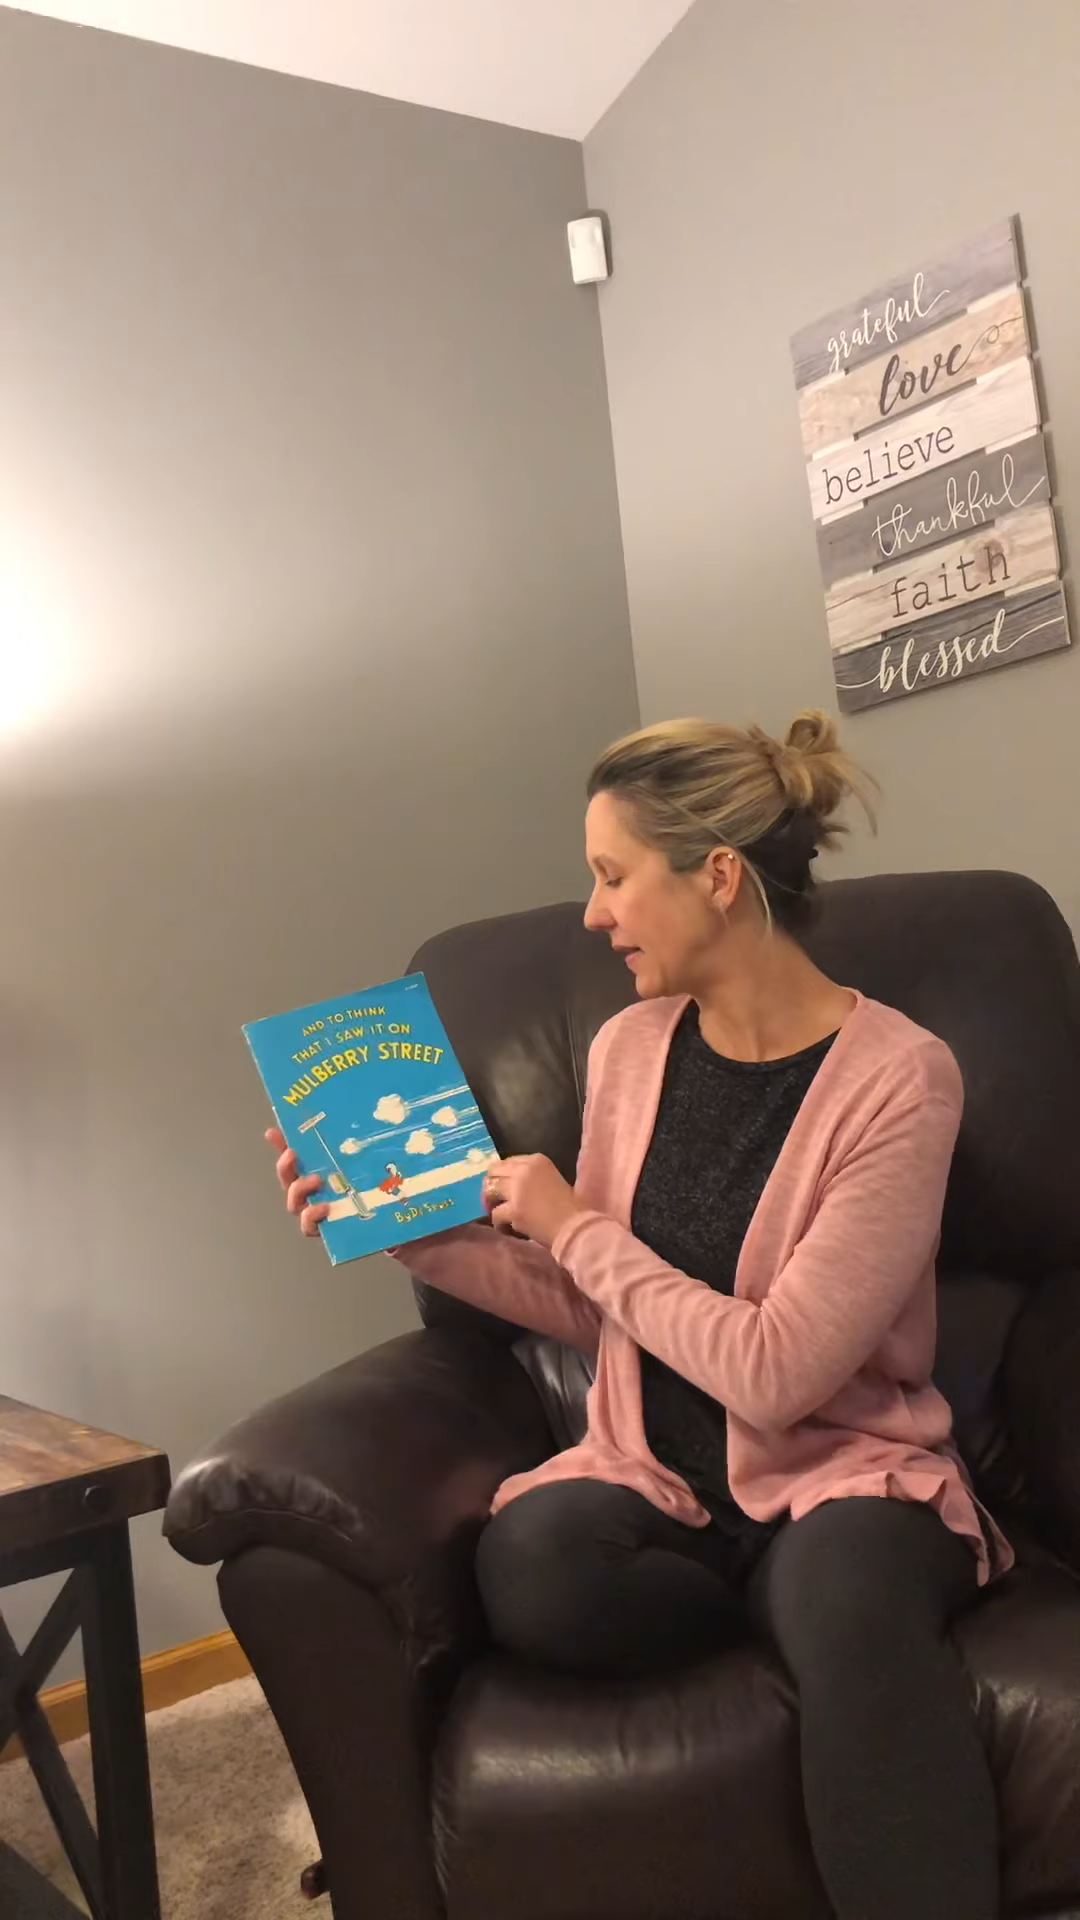 grateful
love
believe
thankful
faith
blessed
AND TO THINK
THAT I SAW IT ON
MULBERRY STREET
By Dr. Seuss